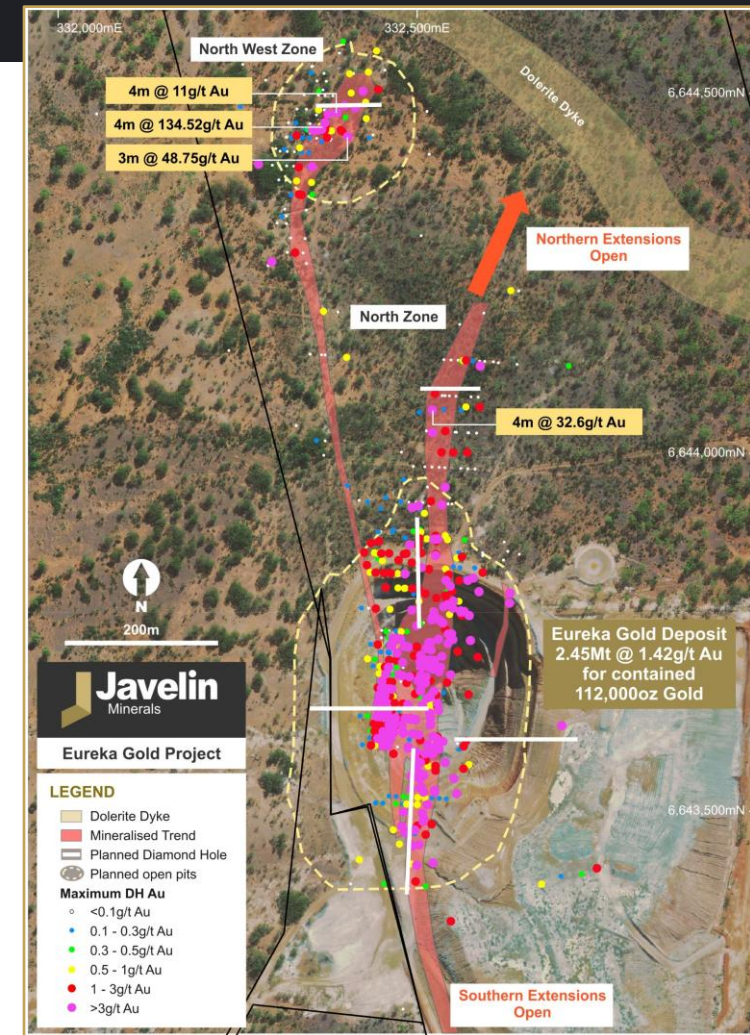 332,000mE
332,500mE
North West Zone
4m @ 11g/t Au
4m @ 134.52g/t Au
3m @ 48.75g/t Au
6,644,500mN
Dolerite Dyke
Northern Extensions
Open
North Zone
4m @ 32.6g/t Au
6,644,000mN
N
200m
Eureka Gold Deposit
2.45Mt @ 1.42g/t Au
for contained
112,000oz Gold
Javelin
Minerals
Eureka Gold Project
6,643,500mN
LEGEND
Dolerite Dyke
Mineralised Trend
Planned Diamond Hole
Planned open pits
Maximum DH Au
<0.1g/t Au
0.1 - 0.3g/t Au
0.3 - 0.5g/t Au
0.5 - 1g/t Au
1 - 3g/t Au
>3g/t Au
Southern Extensions
Open